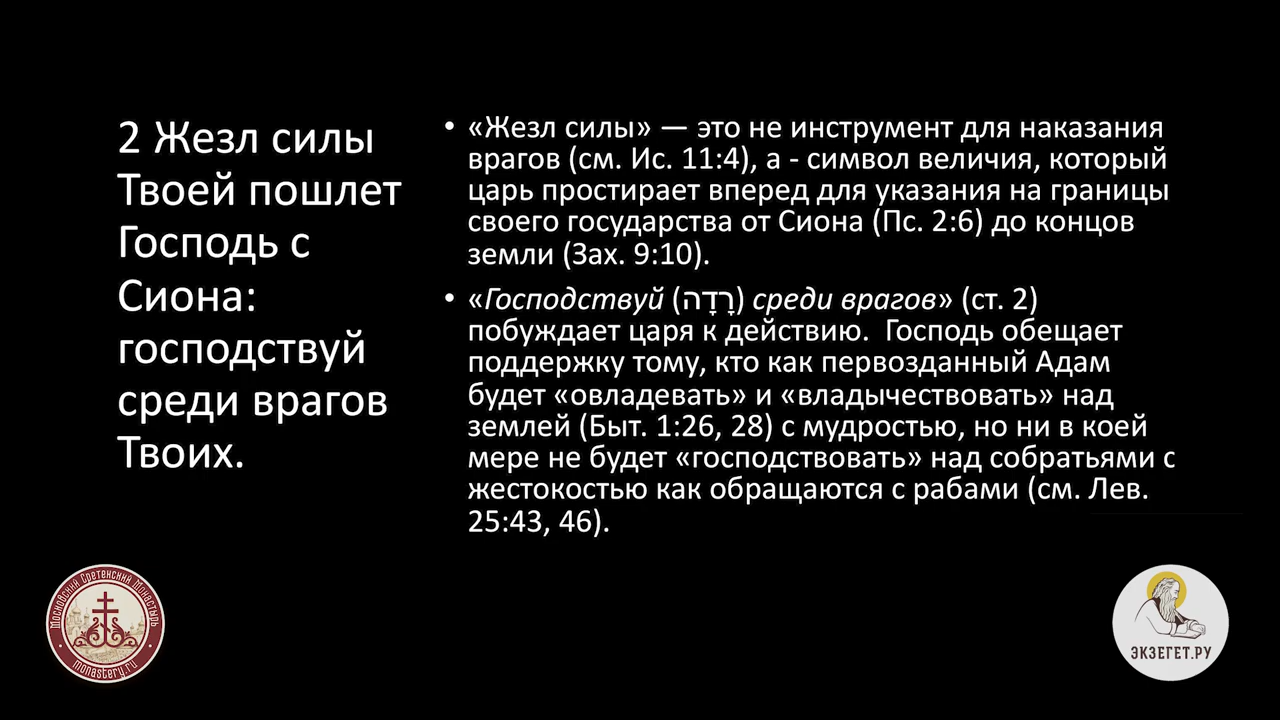 2 Жезл силы
Твоей пошлет
Господь с
Сиона:
господствуй
среди врагов
Твоих.
• «Жезл силы» — это не инструмент для наказания
врагов (см. Ис. 11:4), а - символ величия, который
царь простирает вперед для указания на границы
своего государства от Сиона (Пс. 2:6) до концов
земли (Зах. 9:10).
• «Господствуй (רָדָה) среди врагов» (ст. 2)
побуждает царя к действию. Господь обещает
поддержку тому, кто как первозданный Адам
будет «овладевать» и «владычествовать» над
землей (Быт. 1:26, 28) с мудростью, но ни в коей
мере не будет «господствовать» над собратьями с
жестокостью как обращаются с рабами (см. Лев.
25:43, 46).
Московский Сретенский Монастырь
monastery.ru
ЭКЗЕГЕТ.РУ